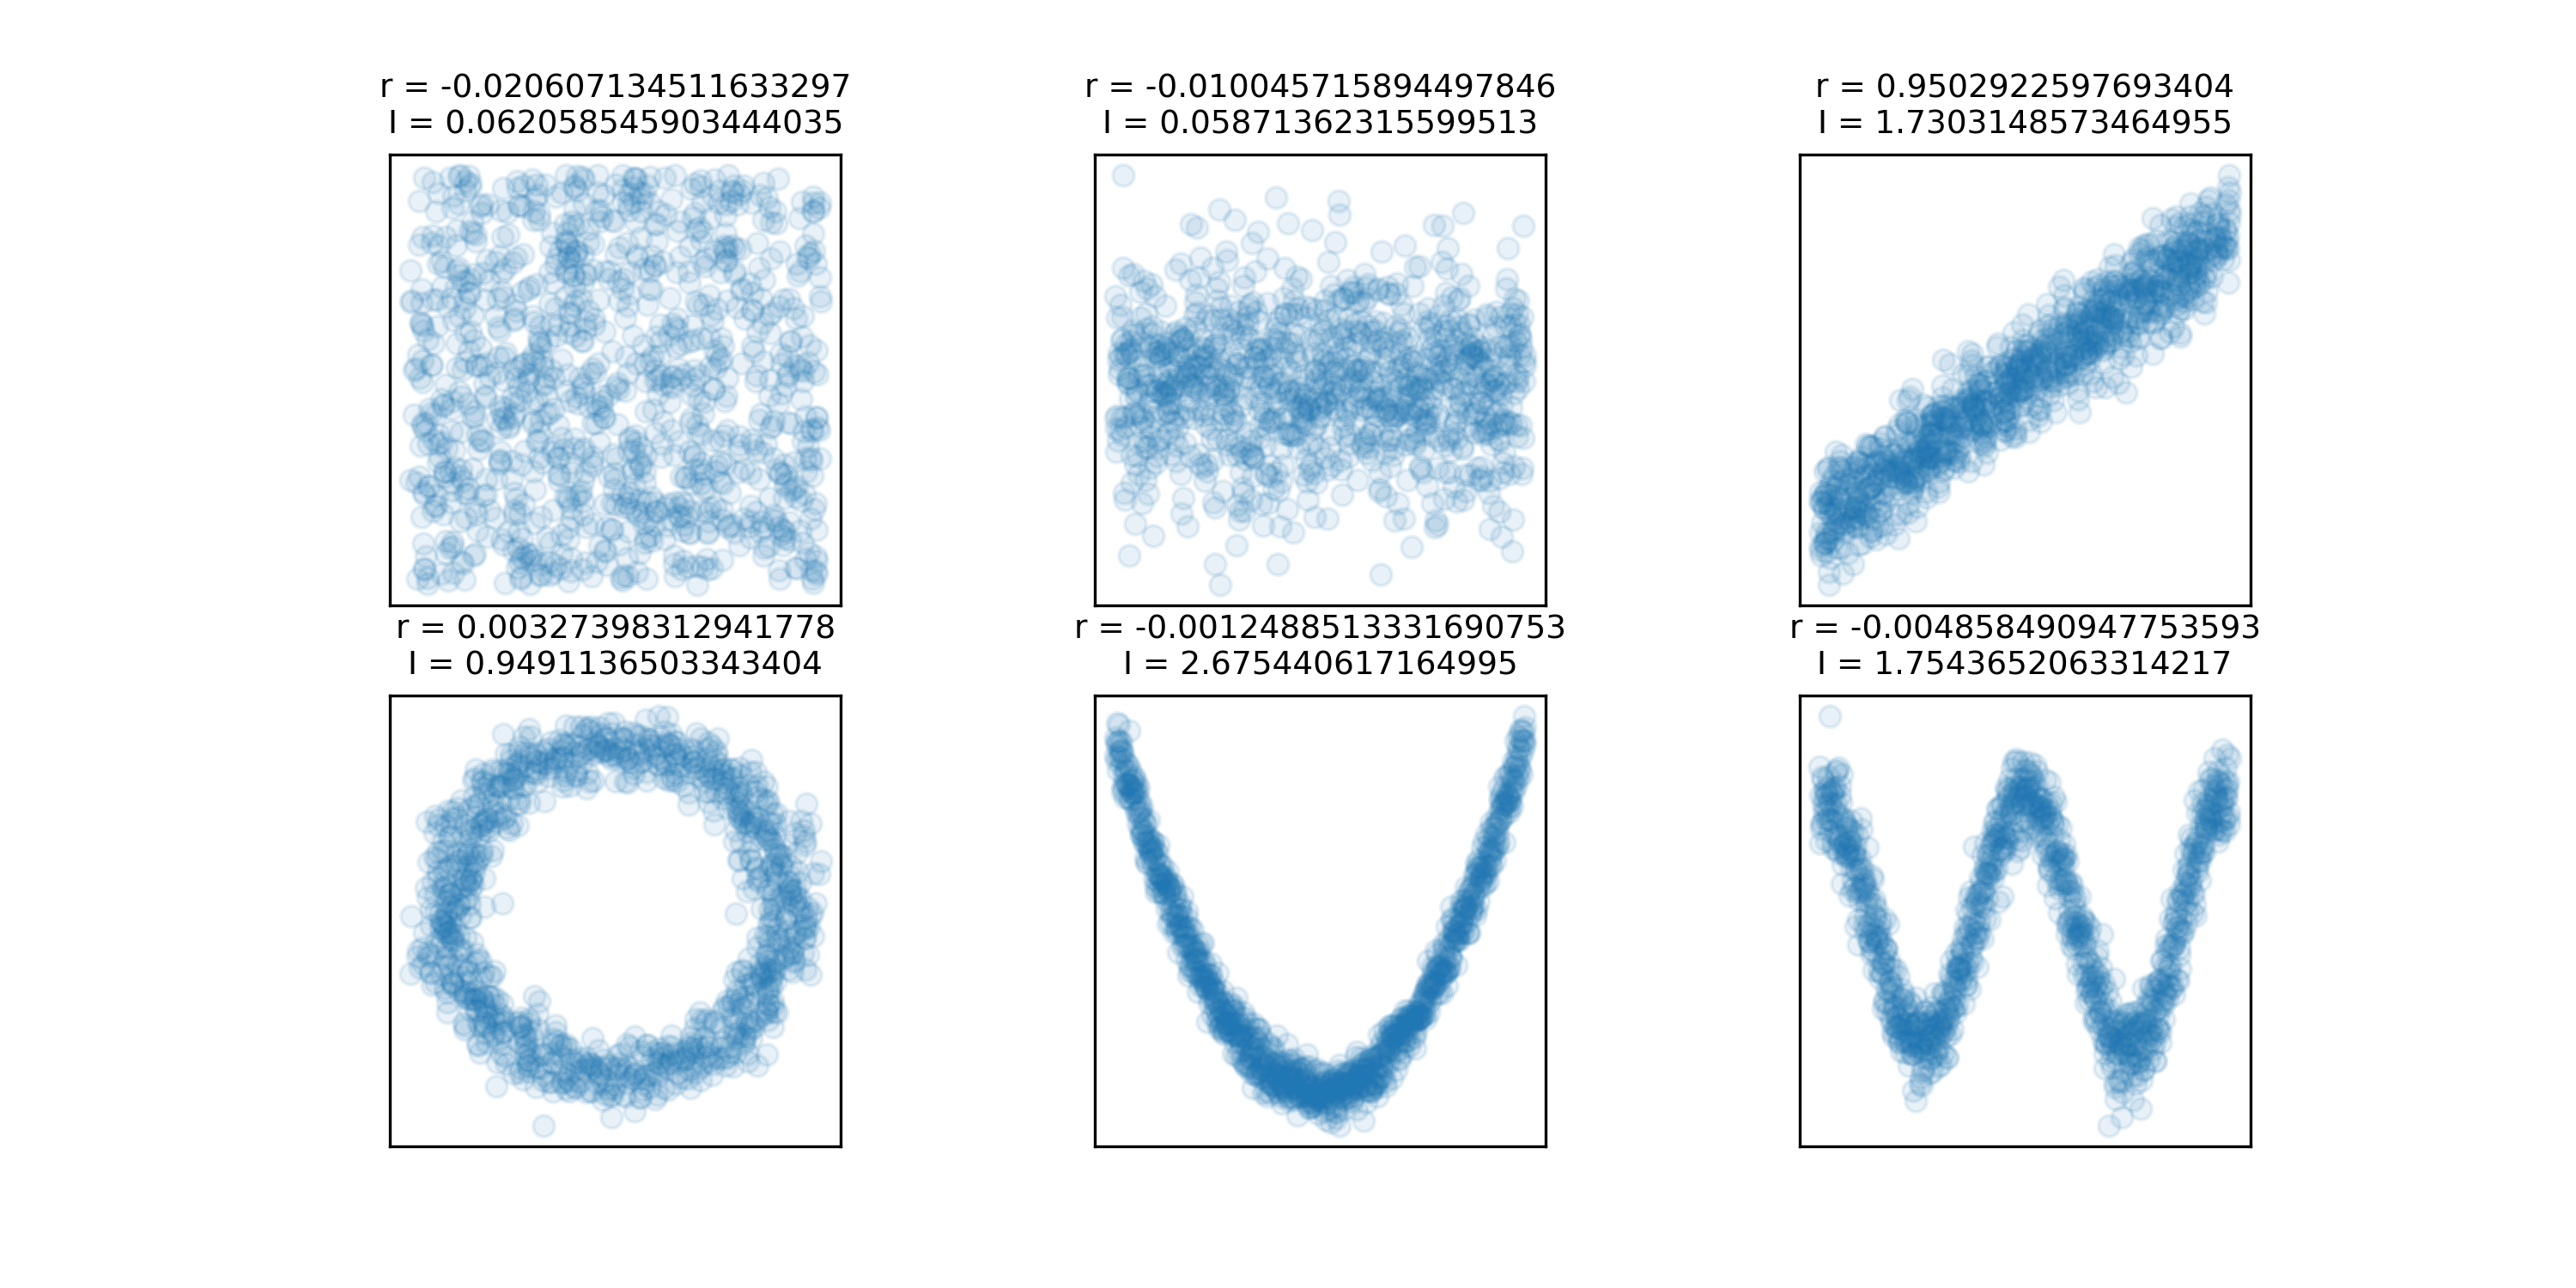 r = -0.020607134511633297
I = 0.062058545903444035
r = -0.010045715894497846
I = 0.05871362315599513
r = 0.9502922597693404
I = 1.7303148573464955
r = 0.00327398312941778
I = 0.9491136503343404
r = -0.0012488513331690753
I = 2.675440617164995
r = -0.004858490947753593
I = 1.7543652063314217